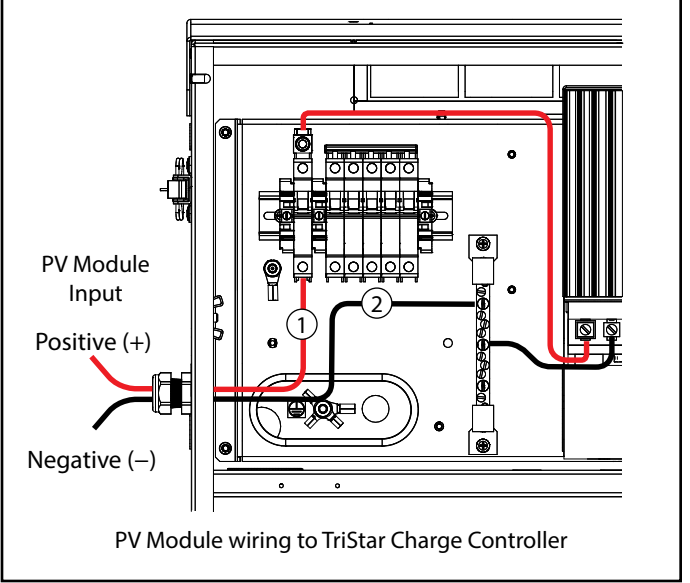 PV Module
Input
Positive (+)
Negative (−)
1
2
PV Module wiring to TriStar Charge Controller